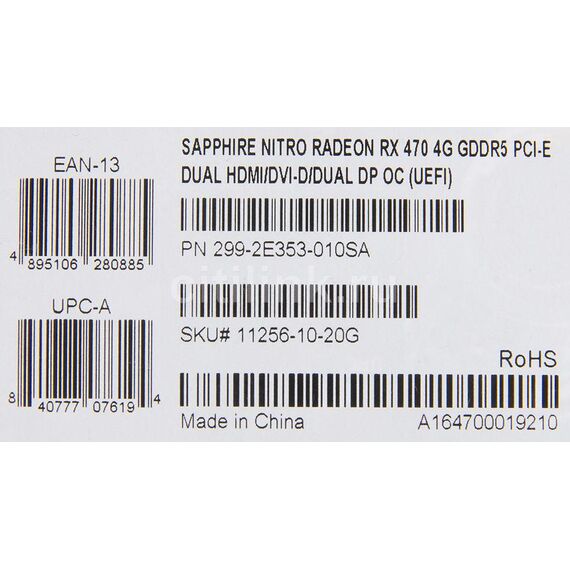 SAPPHIRE NITRO RADEON RX 470 4G GDDR5 PCI-E
DUAL HDMI/DVI-D/DUAL DP OC (UEFI)
EAN-13
4 895106 280885
PN 299-2E353-010SA
citilink.ru
UPC-A
8 40777 07619 4
SKU# 11256-10-20G
RoHS
Made in China
A164700019210